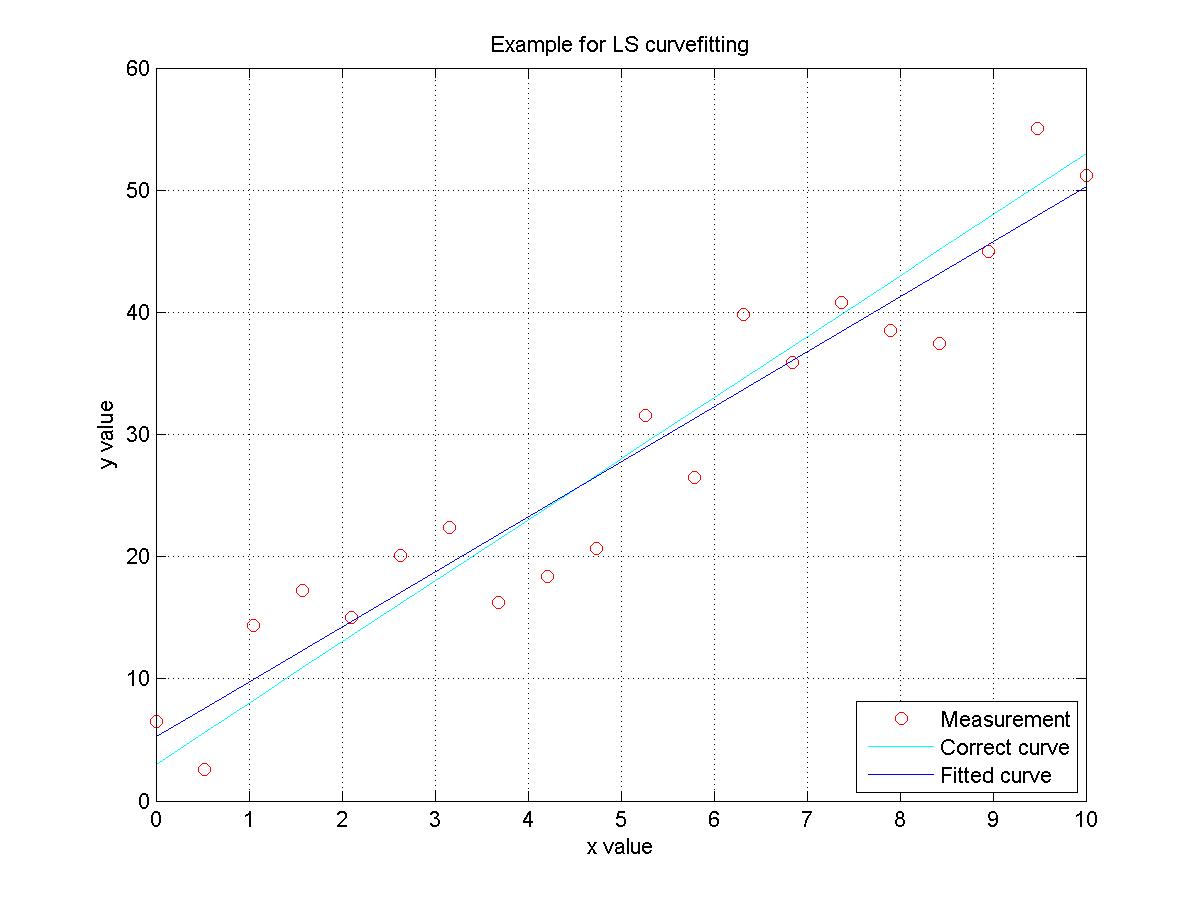 Example for LS curvefitting
60
50
40
30
20
10
0
y value
0 1 2 3 4 5 6 7 8 9 10
x value
Measurement
Correct curve
Fitted curve